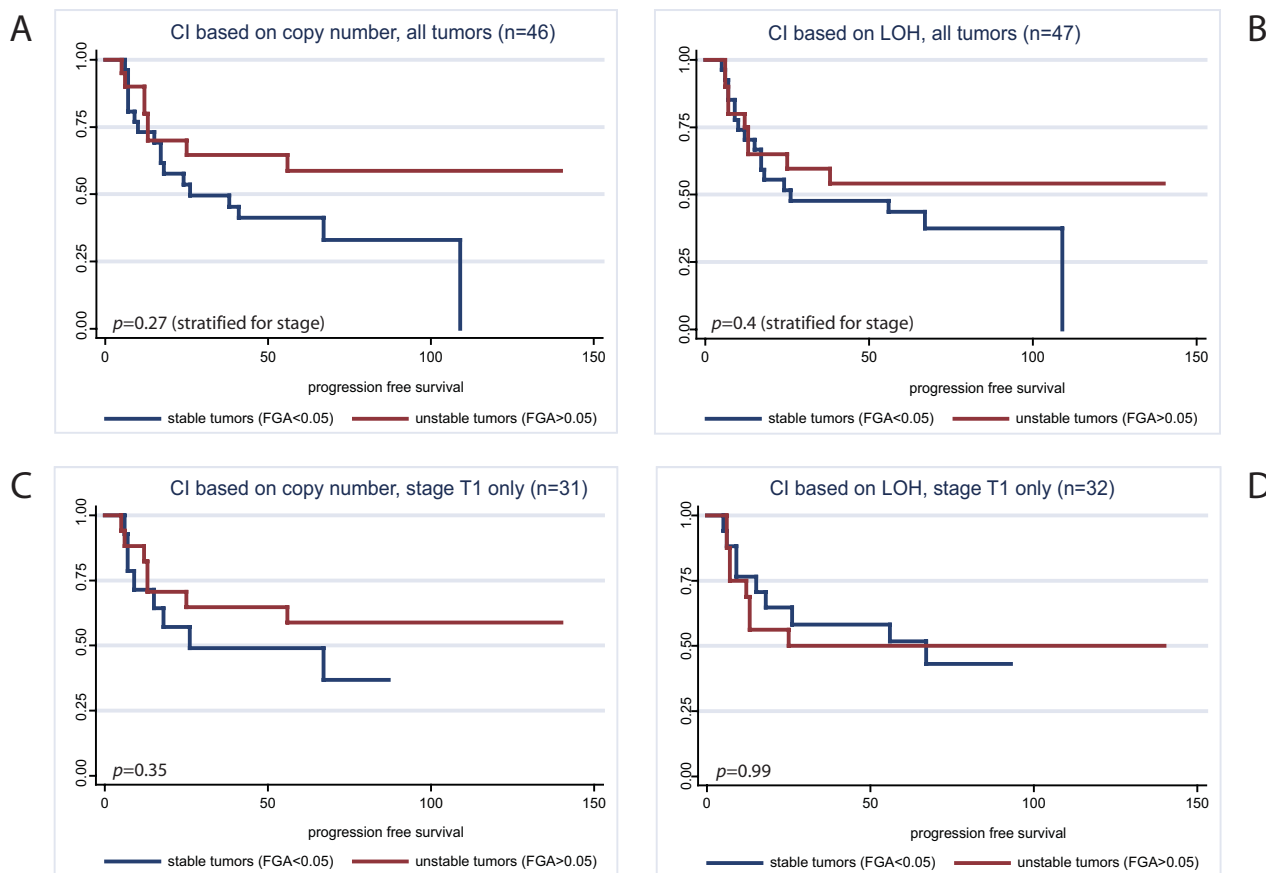 A
CI based on copy number, all tumors (n=46)
1.00
0.75
0.50
0.25
0.00
p=0.27 (stratified for stage)
0 50 100 150
progression free survival
stable tumors (FGA<0.05) unstable tumors (FGA>0.05)
B
CI based on LOH, all tumors (n=47)
1.00
0.75
0.50
0.25
0.00
p=0.4 (stratified for stage)
0 50 100 150
progression free survival
stable tumors (FGA<0.05) unstable tumors (FGA>0.05)
C
CI based on copy number, stage T1 only (n=31)
1.00
0.75
0.50
0.25
0.00
p=0.35
0 50 100 150
progression free survival
stable tumors (FGA<0.05) unstable tumors (FGA>0.05)
D
CI based on LOH, stage T1 only (n=32)
1.00
0.75
0.50
0.25
0.00
p=0.99
0 50 100 150
progression free survival
stable tumors (FGA<0.05) unstable tumors (FGA>0.05)